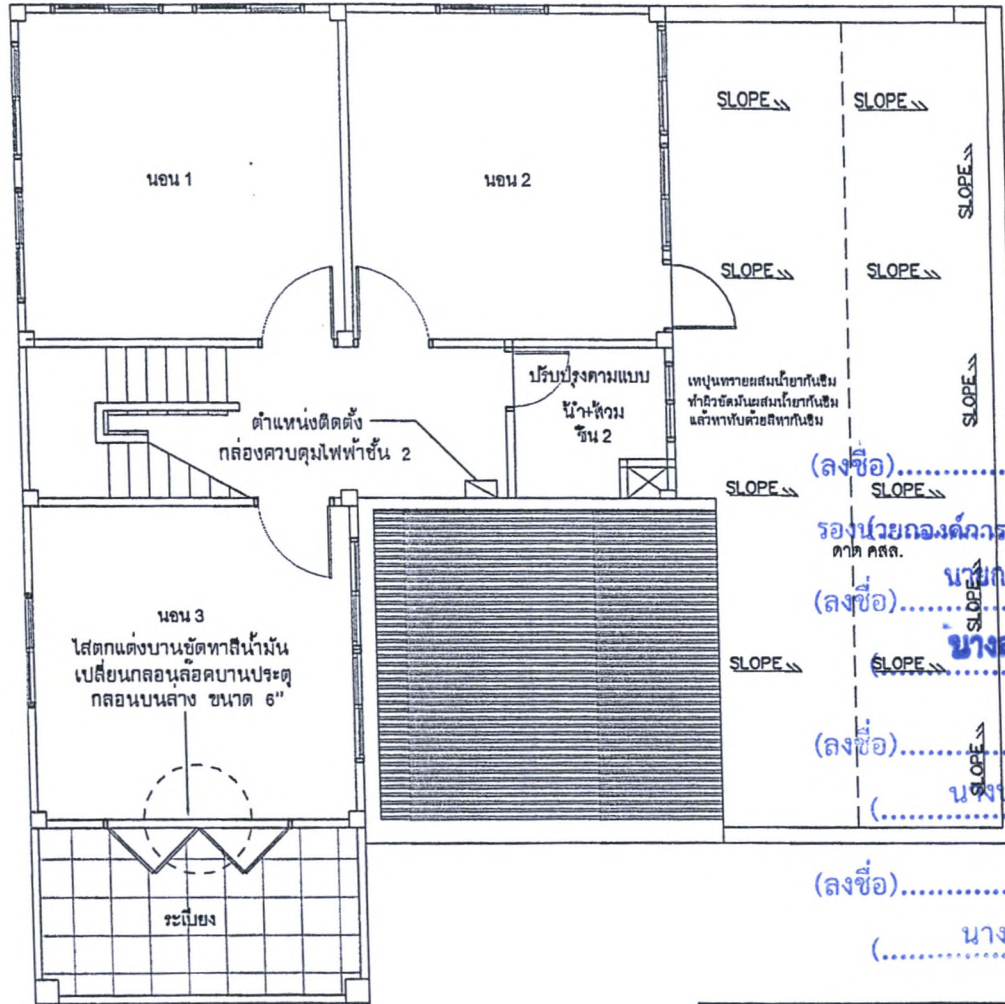 SLOPE SLOPE
นอน 1 นอน 2
SLOPE
SLOPE SLOPE
ปรับปรุงตามแบบ
น้ำ+ส้วม
ชั้น 2
เทปูนทรายผสมน้ำยากันซึม
ทำผิวขัดมันผสมน้ำยากันซึม
แล้วทาทับด้วยสีทากันซึม
SLOPE
ตำแหน่งติดตั้ง
กล่องควบคุมไฟฟ้าชั้น 2
(ลงชื่อ)
SLOPE SLOPE
รองนายกองค์การ
ดาด คสล.
(ลงชื่อ)
SLOPE
นอน 3
ไสตกแต่งบานขัดทาสีน้ำมัน
เปลี่ยนกลอนล๊อคบานประตู
กลอนบนล่าง ขนาด 6"
SLOPE SLOPE
(ลงชื่อ)
SLOPE
(ลงชื่อ)
ระเบียง
(นาง